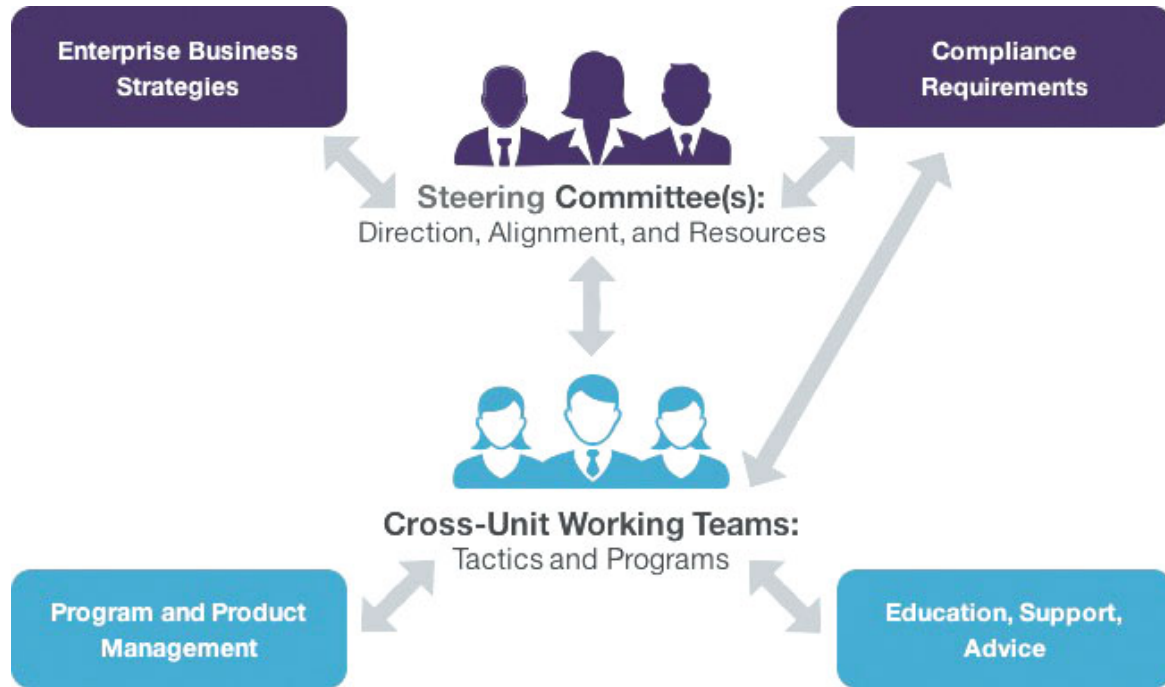 Enterprise Business
Strategies
Compliance
Requirements
Steering Committee(s):
Direction, Alignment, and Resources
Cross-Unit Working Teams:
Tactics and Programs
Program and Product
Management
Education, Support,
Advice